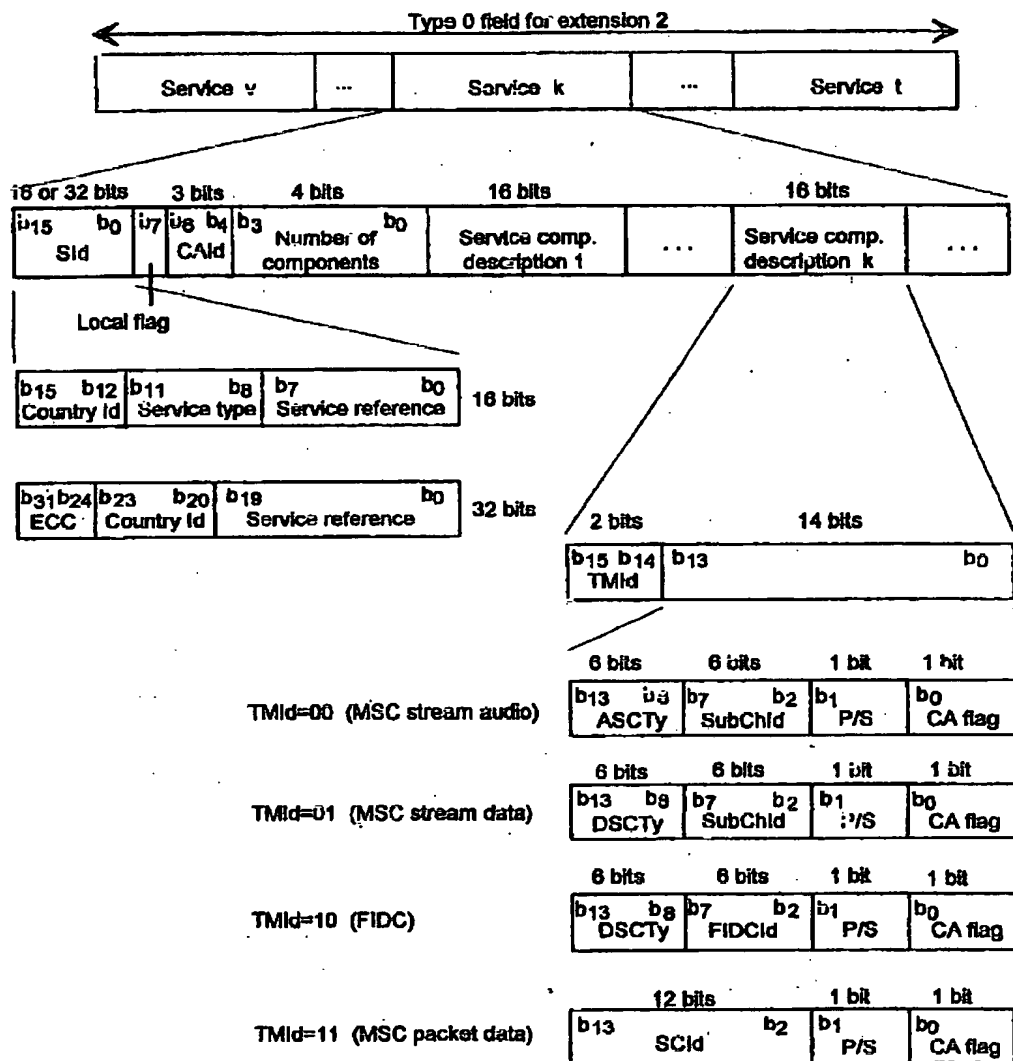 Type 0 field for extension 2
Service v ... Service k ... Service t
16 or 32 bits 3 bits 4 bits 16 bits 16 bits
b15 b0 b7 b6 b4 b3 b0
SId CAId Number of components Service comp. description 1 ... Service comp. description k ...
Local flag
b15 b12 b11 b8 b7 b0
Country Id Service type Service reference 16 bits
b31 b24 b23 b20 b19 b0
ECC Country Id Service reference 32 bits
2 bits 14 bits
b15 b14 b13 b0
TMId
6 bits 6 bits 1 bit 1 bit
b13 b8 b7 b2 b1 b0
TMId=00 (MSC stream audio) ASCTy SubChId P/S CA flag
6 bits 6 bits 1 bit 1 bit
b13 b8 b7 b2 b1 b0
TMId=01 (MSC stream data) DSCTy SubChId P/S CA flag
6 bits 6 bits 1 bit 1 bit
b13 b8 b7 b2 b1 b0
TMId=10 (FIDC) DSCTy FIDCId P/S CA flag
12 bits 1 bit 1 bit
b13 b2 b1 b0
TMId=11 (MSC packet data) SCId P/S CA flag